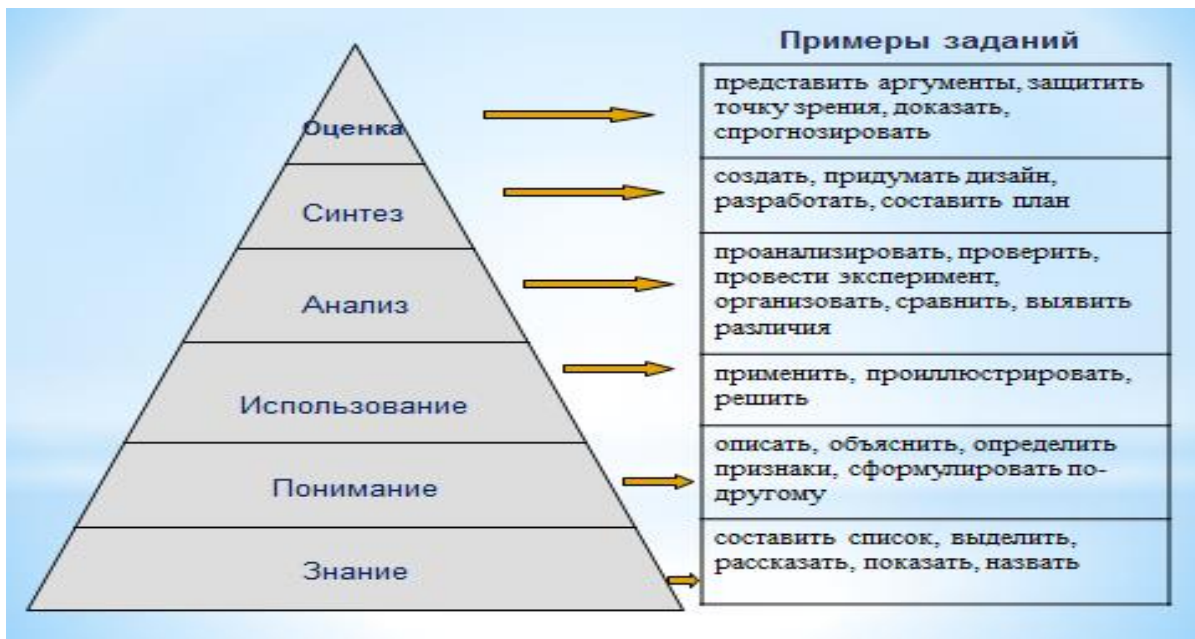 Примеры заданий
Оценка
представить аргументы, защитить
точку зрения, доказать,
спрогнозировать
Синтез
создать, придумать дизайн,
разработать, составить план
Анализ
проанализировать, проверить,
провести эксперимент,
организовать, сравнить, выявить
различия
Использование
применить, проиллюстрировать,
решить
Понимание
описать, объяснить, определить
признаки, сформулировать по-
другому
Знание
составить список, выделить,
рассказать, показать, назвать